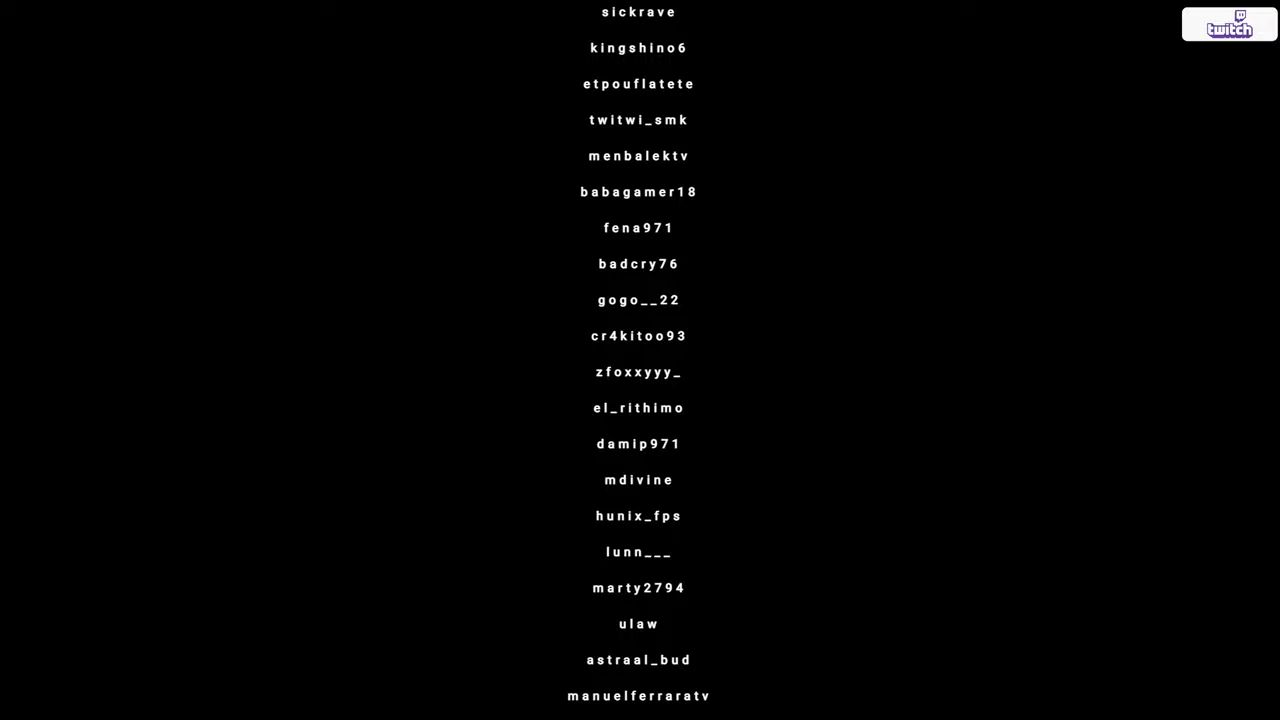 sickrave
twitch
kingshino6
etpouflatete
twitwi_smk
menbalektv
babagamer18
fena971
badcry76
gogo__22
cr4kitoo93
zfoxxyyy_
el_rithimo
damip971
mdivine
hunix_fps
lunn___
marty2794
ulaw
astraal_bud
manuelferraratv